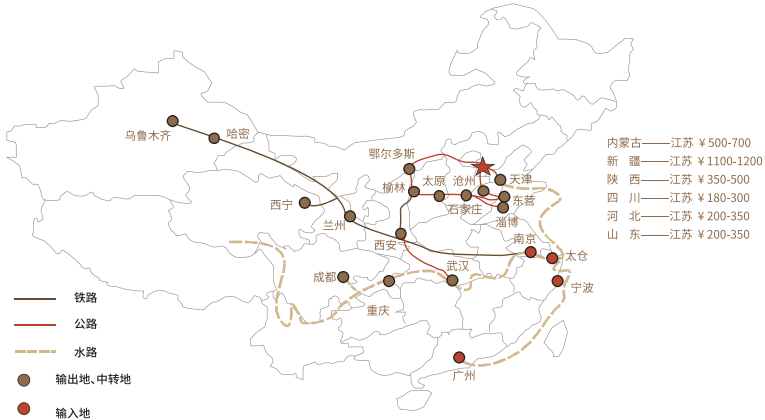 乌鲁木齐
哈密
鄂尔多斯
榆林
太原
沧州
天津
石家庄
东营
淄博
西宁
兰州
西安
南京
太仓
武汉
成都
宁波
重庆
广州
内蒙古——江苏 ¥ 500-700
新 疆——江苏 ¥ 1100-1200
陕 西——江苏 ¥ 350-500
四 川——江苏 ¥ 180-300
河 北——江苏 ¥ 200-350
山 东——江苏 ¥ 200-350
铁路
公路
水路
输出地、中转地
输入地